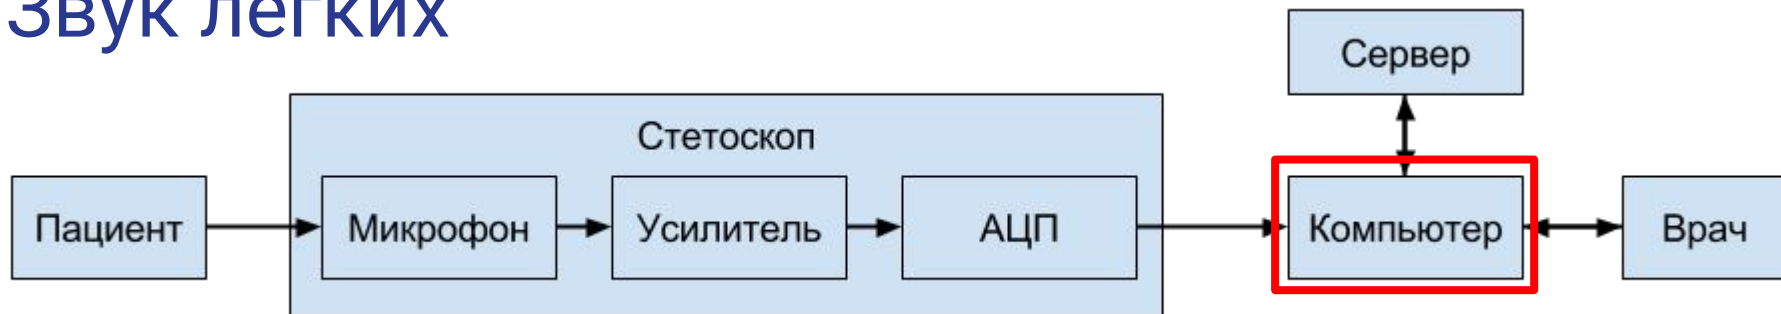 Звук легких
Сервер
Стетоскоп
Пациент
Микрофон
Усилитель
АЦП
Компьютер
Врач